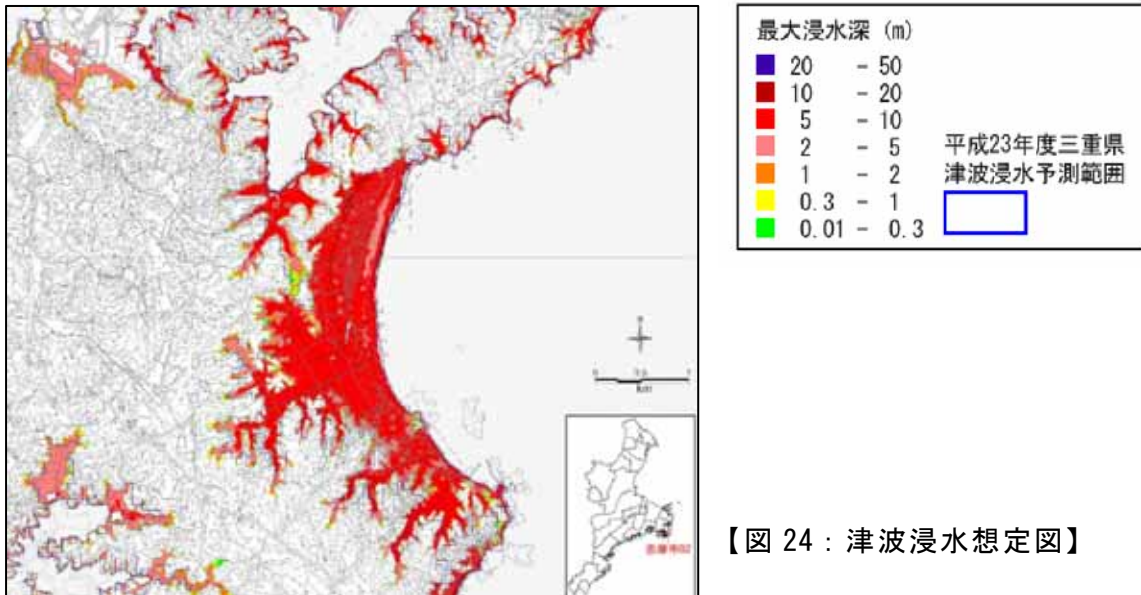 最大浸水深 (m)
20 - 50
10 - 20
5 - 10
2 - 5
1 - 2
0.3 - 1
0.01 - 0.3
平成23年度三重県
津波浸水予測範囲
【図 24：津波浸水想定図】